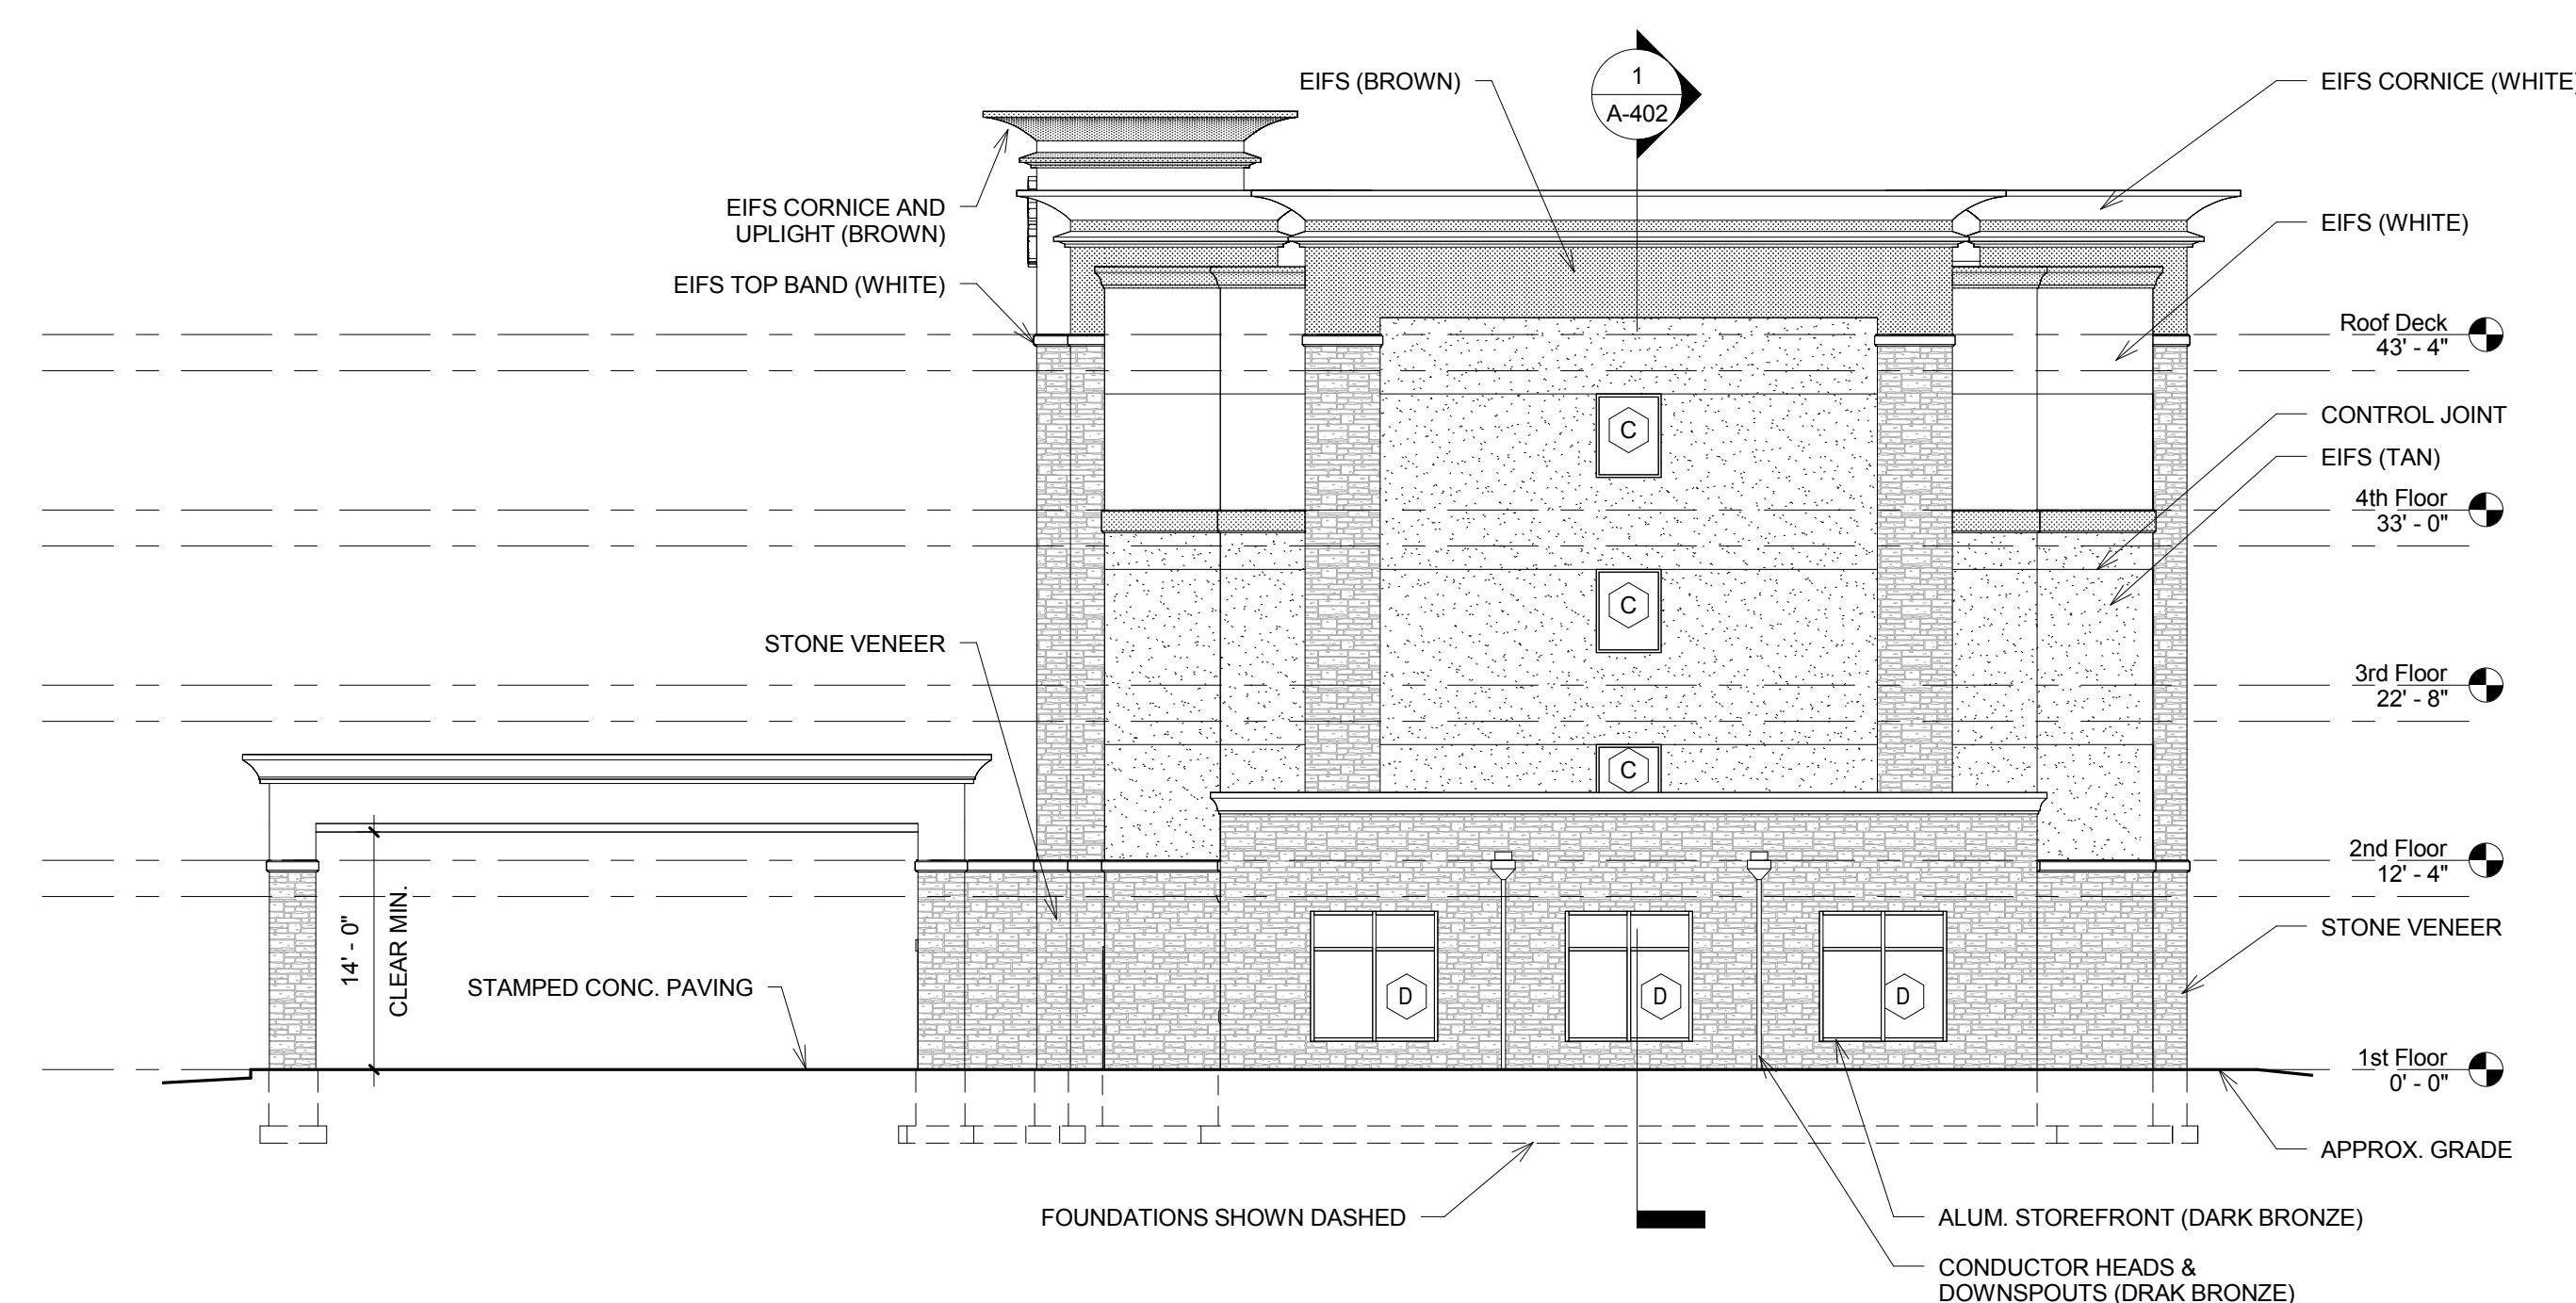 EIFS (BROWN)
1
A-402
EIFS CORNICE (WHITE)
EIFS CORNICE AND
UPLIGHT (BROWN)
EIFS (WHITE)
EIFS TOP BAND (WHITE)
Roof Deck
43' - 4"
CONTROL JOINT
C
EIFS (TAN)
4th Floor
33' - 0"
C
STONE VENEER
3rd Floor
22' - 8"
C
2nd Floor
12' - 4"
14' - 0"
CLEAR MIN.
STONE VENEER
STAMPED CONC. PAVING
D
D
D
1st Floor
0' - 0"
APPROX. GRADE
FOUNDATIONS SHOWN DASHED
ALUM. STOREFRONT (DARK BRONZE)
CONDUCTOR HEADS &
DOWNSPOUTS (DRAK BRONZE)